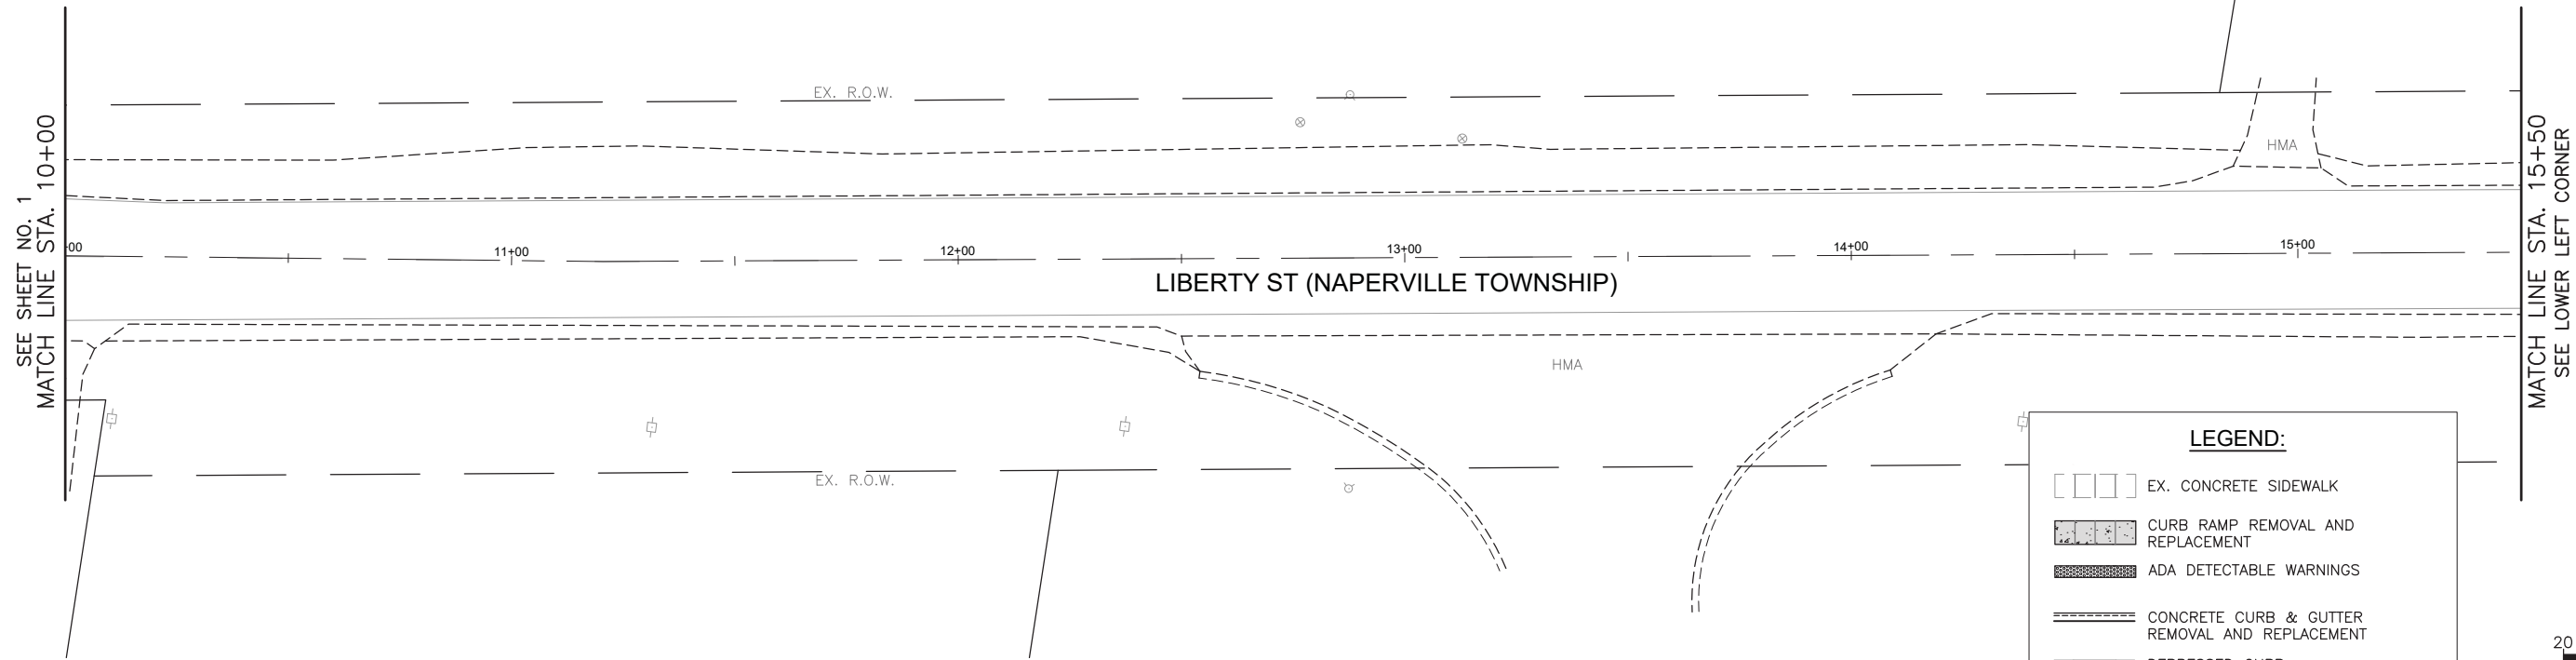 SEE SHEET NO. 1
MATCH LINE STA. 10+00
EX. R.O.W.
HMA
00
11+00
12+00
13+00
14+00
15+00
LIBERTY ST (NAPERVILLE TOWNSHIP)
HMA
EX. R.O.W.
MATCH LINE STA. 15+50
SEE LOWER LEFT CORNER
LEGEND:
EX. CONCRETE SIDEWALK
CURB RAMP REMOVAL AND
REPLACEMENT
ADA DETECTABLE WARNINGS
CONCRETE CURB & GUTTER
REMOVAL AND REPLACEMENT
20